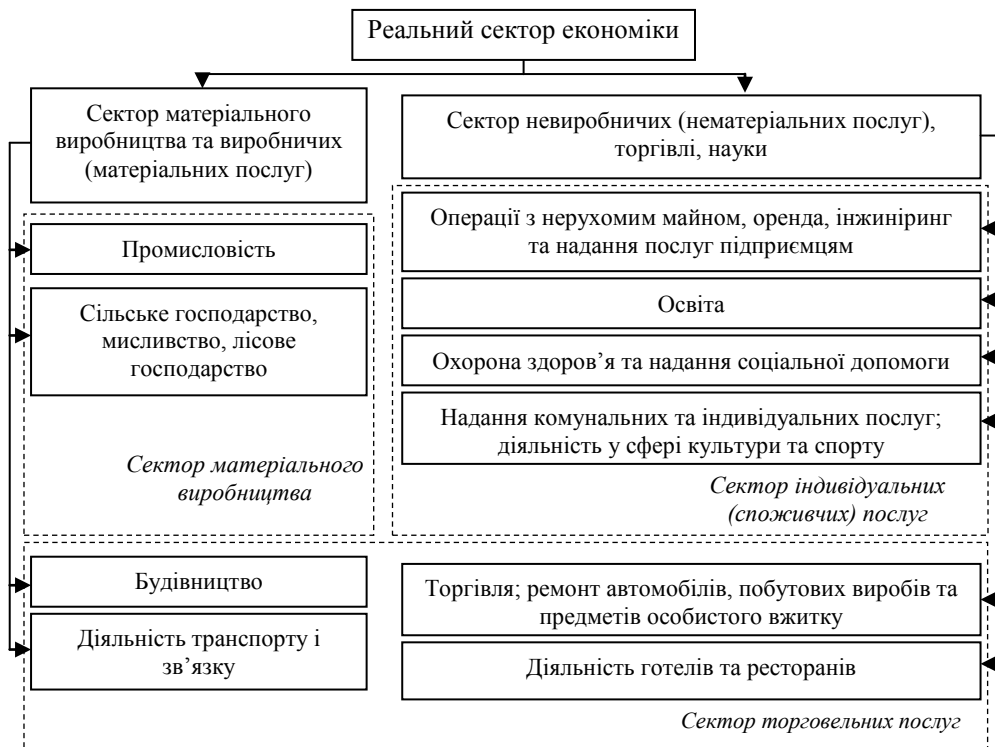 Реальний сектор економіки
Сектор матеріального
виробництва та виробничих
(матеріальних послуг)
Промисловість
Сільське господарство,
мисливство, лісове
господарство
Сектор матеріального
виробництва
Сектор невиробничих (нематеріальних послуг),
торгівлі, науки
Операції з нерухомим майном, оренда, інжиніринг
та надання послуг підприємцям
Освіта
Охорона здоров’я та надання соціальної допомоги
Надання комунальних та індивідуальних послуг;
діяльність у сфері культури та спорту
Сектор індивідуальних
(споживчих) послуг
Будівництво
Діяльність транспорту і
зв’язку
Торгівля; ремонт автомобілів, побутових виробів та
предметів особистого вжитку
Діяльність готелів та ресторанів
Сектор торговельних послуг